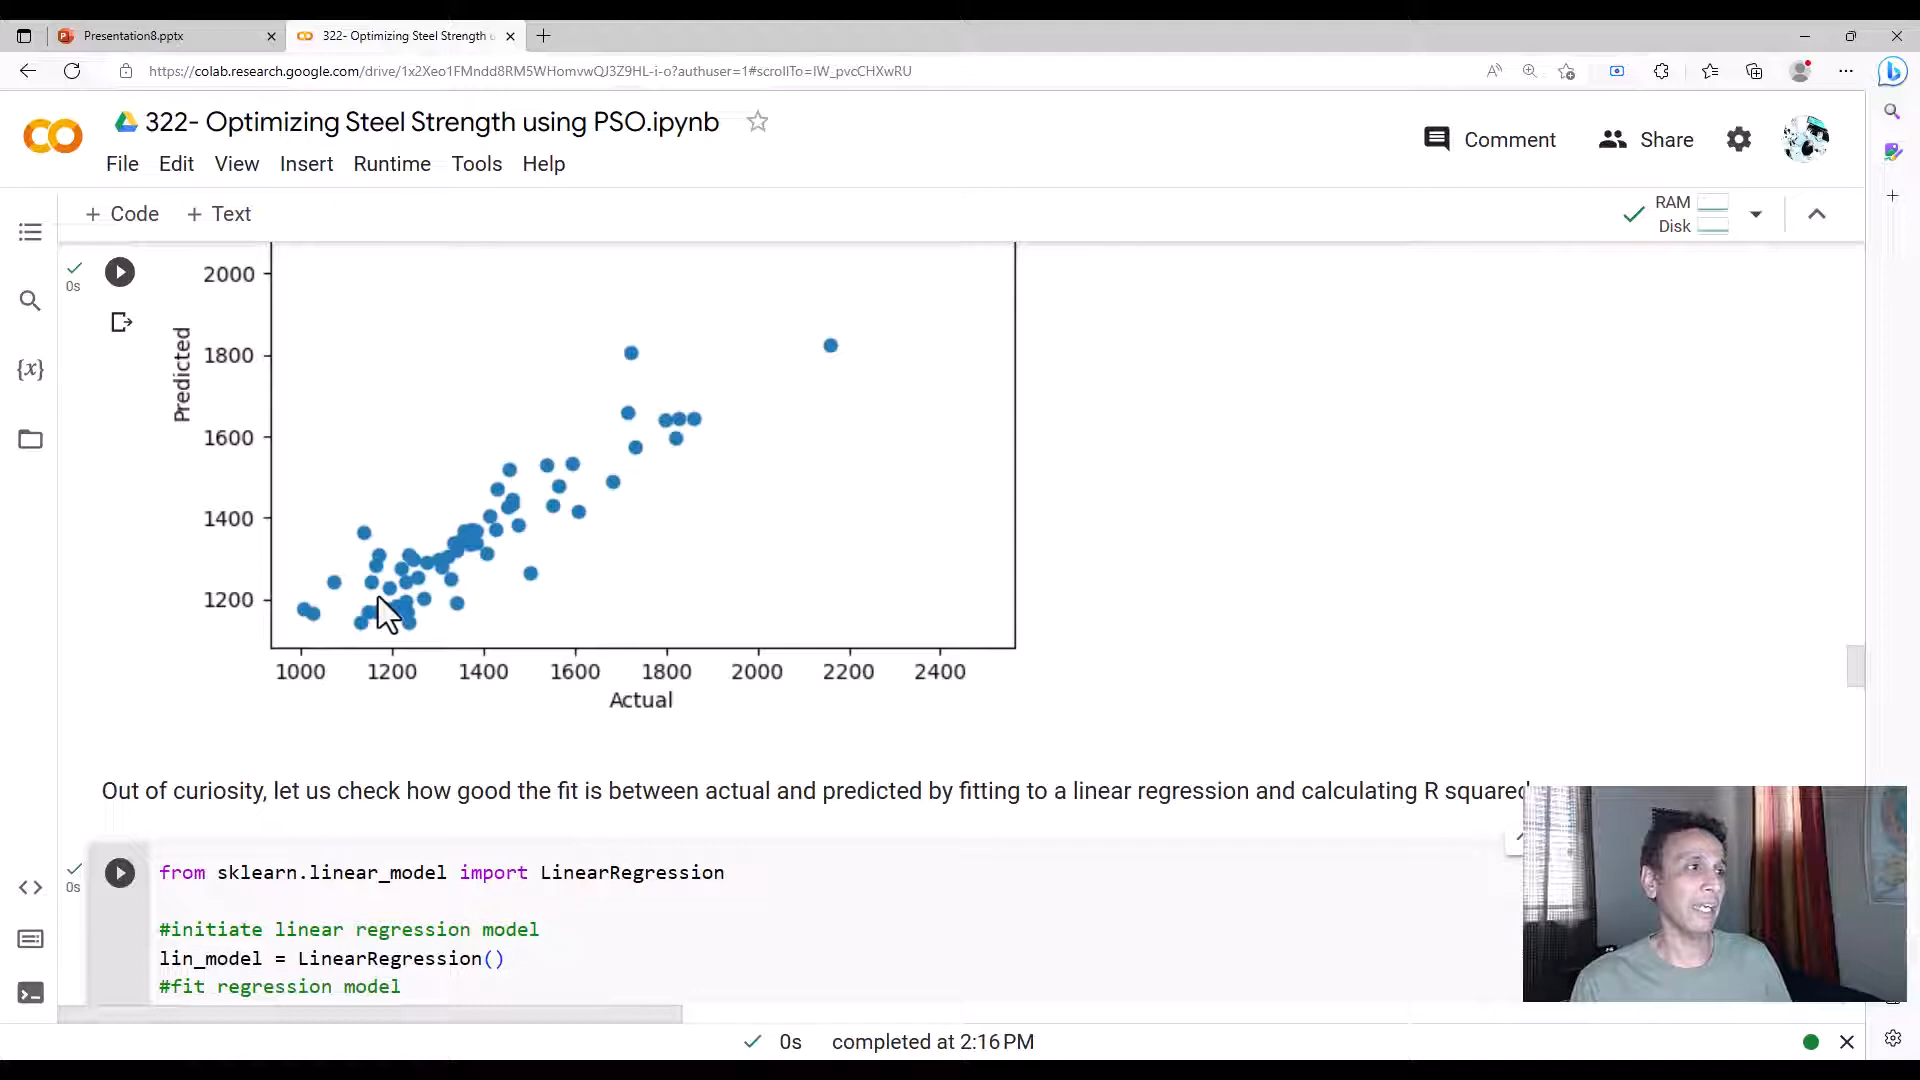 Presentation8.pptx
322- Optimizing Steel Strength u
https://colab.research.google.com/drive/1x2Xeo1FMndd8RM5WHomvwQJ3Z9HL-i-o?authuser=1#scrollTo=IW_pvcCHXwRU
322- Optimizing Steel Strength using PSO.ipynb
Comment
Share
File Edit View Insert Runtime Tools Help
+ Code + Text
RAM
Disk
0s
2000
1800
1600
1400
1200
Predicted
1000 1200 1400 1600 1800 2000 2200 2400
Actual
Out of curiosity, let us check how good the fit is between actual and predicted by fitting to a linear regression and calculating R squared
0s
from sklearn.linear_model import LinearRegression
#initiate linear regression model
lin_model = LinearRegression()
#fit regression model
0s completed at 2:16 PM